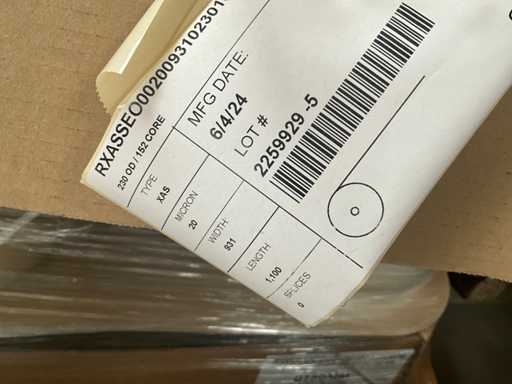 RXASSEO002009310230
230 OD / 152 CORE
MFG DATE:
6/4/24
LOT #
2259929 -5
TYPE
XAS
MICRON
20
WIDTH
931
LENGTH
1,100
SPLICES
0